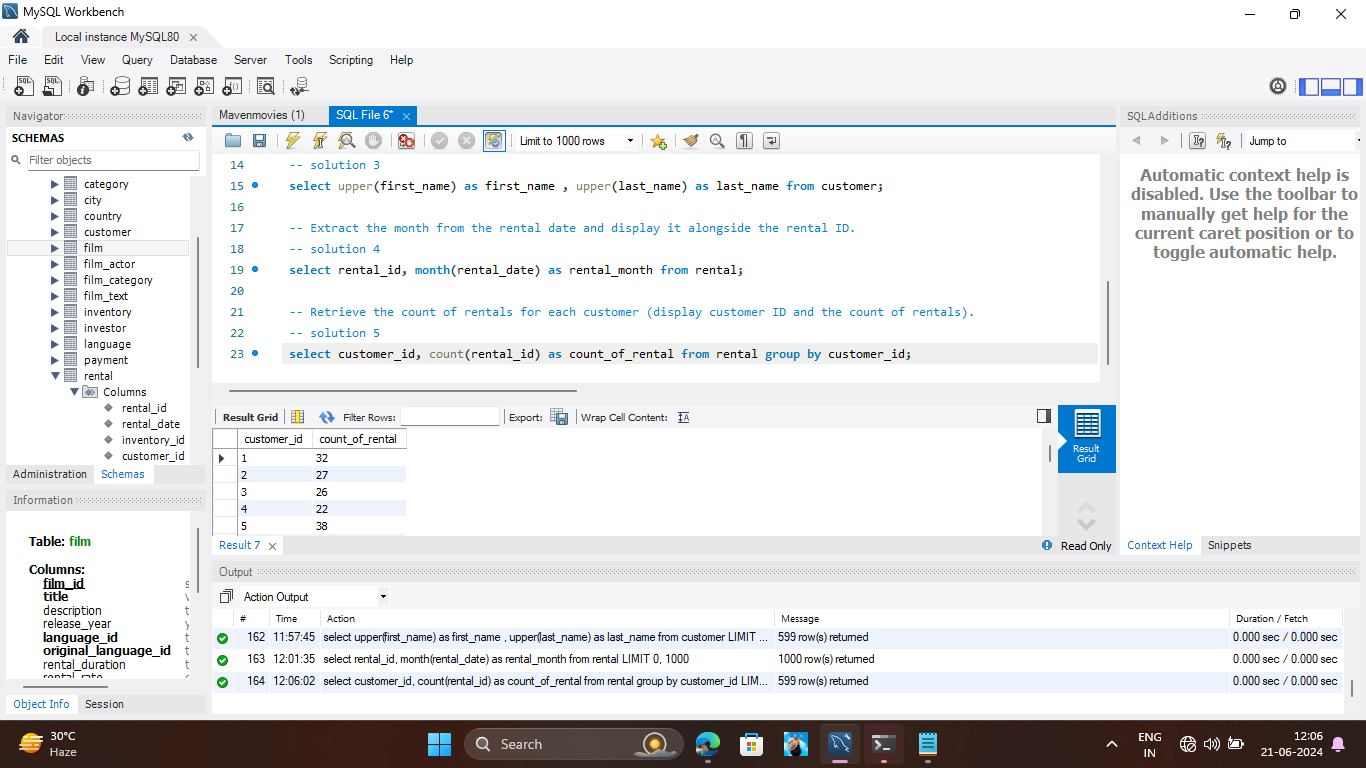 MySQL Workbench
Local instance MySQL80
File Edit View Query Database Server Tools Scripting Help
Navigator
SCHEMAS
Filter objects
category
city
country
customer
film
film_actor
film_category
film_text
inventory
investor
language
payment
rental
Columns
rental_id
rental_date
inventory_id
customer_id
Administration Schemas
Information
Table: film
Columns:
film_id
title
description
release_year
language_id
original_language_id
rental_duration
rental_rate
Object Info Session
Mavenmovies (1) SQL File 6*
Limit to 1000 rows
14 -- solution 3
15 select upper(first_name) as first_name , upper(last_name) as last_name from customer;
16
17 -- Extract the month from the rental date and display it alongside the rental ID.
18 -- solution 4
19 select rental_id, month(rental_date) as rental_month from rental;
20
21 -- Retrieve the count of rentals for each customer (display customer ID and the count of rentals).
22 -- solution 5
23 select customer_id, count(rental_id) as count_of_rental from rental group by customer_id;
Result Grid Filter Rows: Export: Wrap Cell Content:
customer_id count_of_rental
1 32
2 27
3 26
4 22
5 38
Result Grid
Result 7
Read Only
Output
Action Output
# Time Action Message Duration / Fetch
162 11:57:45 select upper(first_name) as first_name , upper(last_name) as last_name from customer LIMIT ... 599 row(s) returned 0.000 sec / 0.000 sec
163 12:01:35 select rental_id, month(rental_date) as rental_month from rental LIMIT 0, 1000 1000 row(s) returned 0.000 sec / 0.000 sec
164 12:06:02 select customer_id, count(rental_id) as count_of_rental from rental group by customer_id LIM... 599 row(s) returned 0.000 sec / 0.000 sec
SQLAdditions
Jump to
Automatic context help is
disabled. Use the toolbar to
manually get help for the
current caret position or to
toggle automatic help.
Context Help Snippets
30°C
Haze
Search
ENG
IN
12:06
21-06-2024